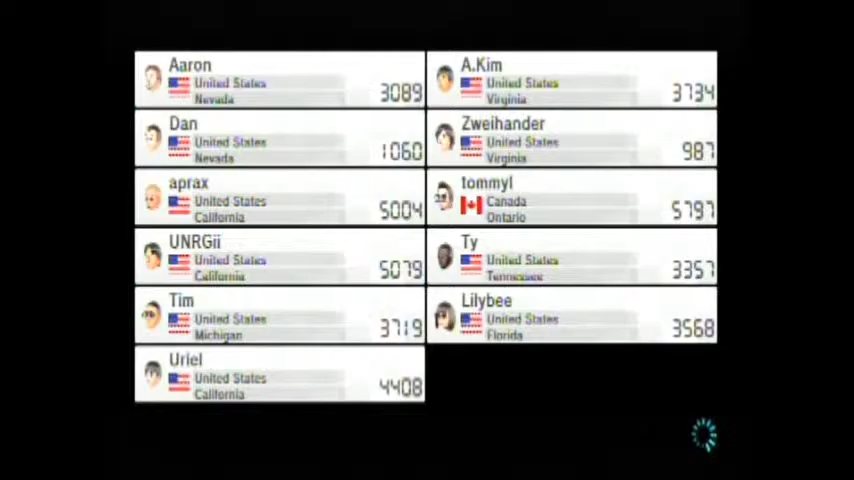 Aaron
United States
Nevada
3089
A.Kim
United States
Virginia
3734
Dan
United States
Nevada
1060
Zweihander
United States
Virginia
987
aprax
United States
California
5004
tommyl
Canada
Ontario
5797
UNRGii
United States
California
5079
Ty
United States
Tennessee
3357
Tim
United States
Michigan
3719
Lilybee
United States
Florida
3568
Uriel
United States
California
4408